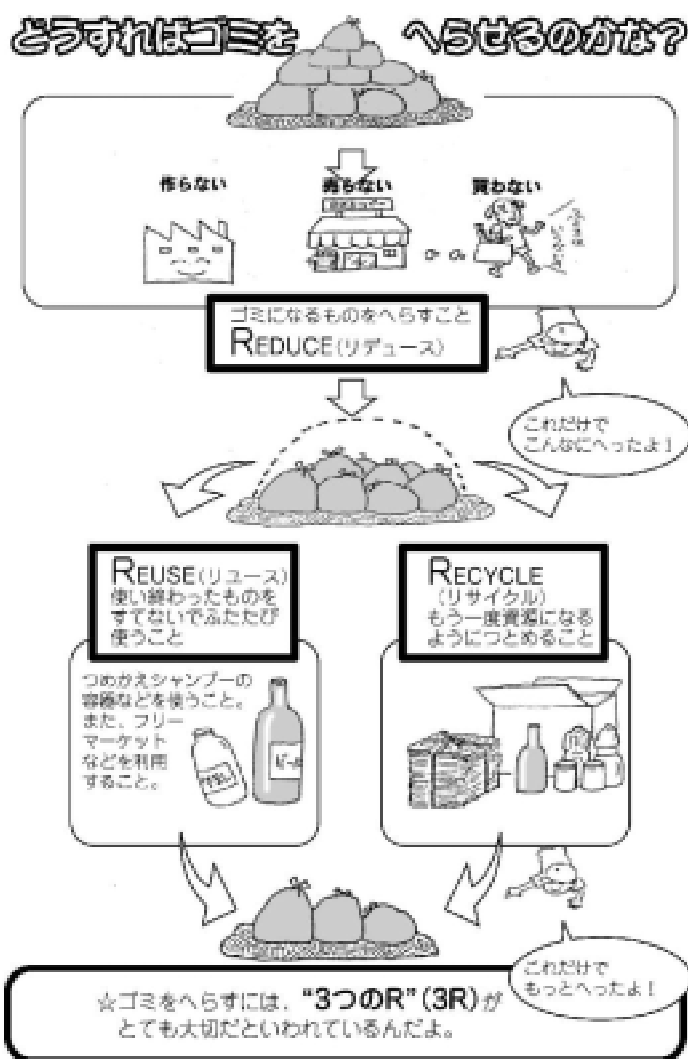 どうすればゴミを へらせるのかな?
作らない 売らない 買わない
ゴミになるものをへらすこと
REDUCE(リデュース)
これだけで
こんなにへったよ!
REUSE(リユース)
使い終わったものを
すてないでふたたび
使うこと
つめかえシャンプーの
容器などを使うこと。
また、フリー
マーケット
などを利用
すること。
ビール
RECYCLE
(リサイクル)
もう一度資源になる
ようにつとめること
これだけで
もっとへったよ!
☆ゴミをへらすには、“3つのR”(3R)が
とても大切だといわれているんだよ。